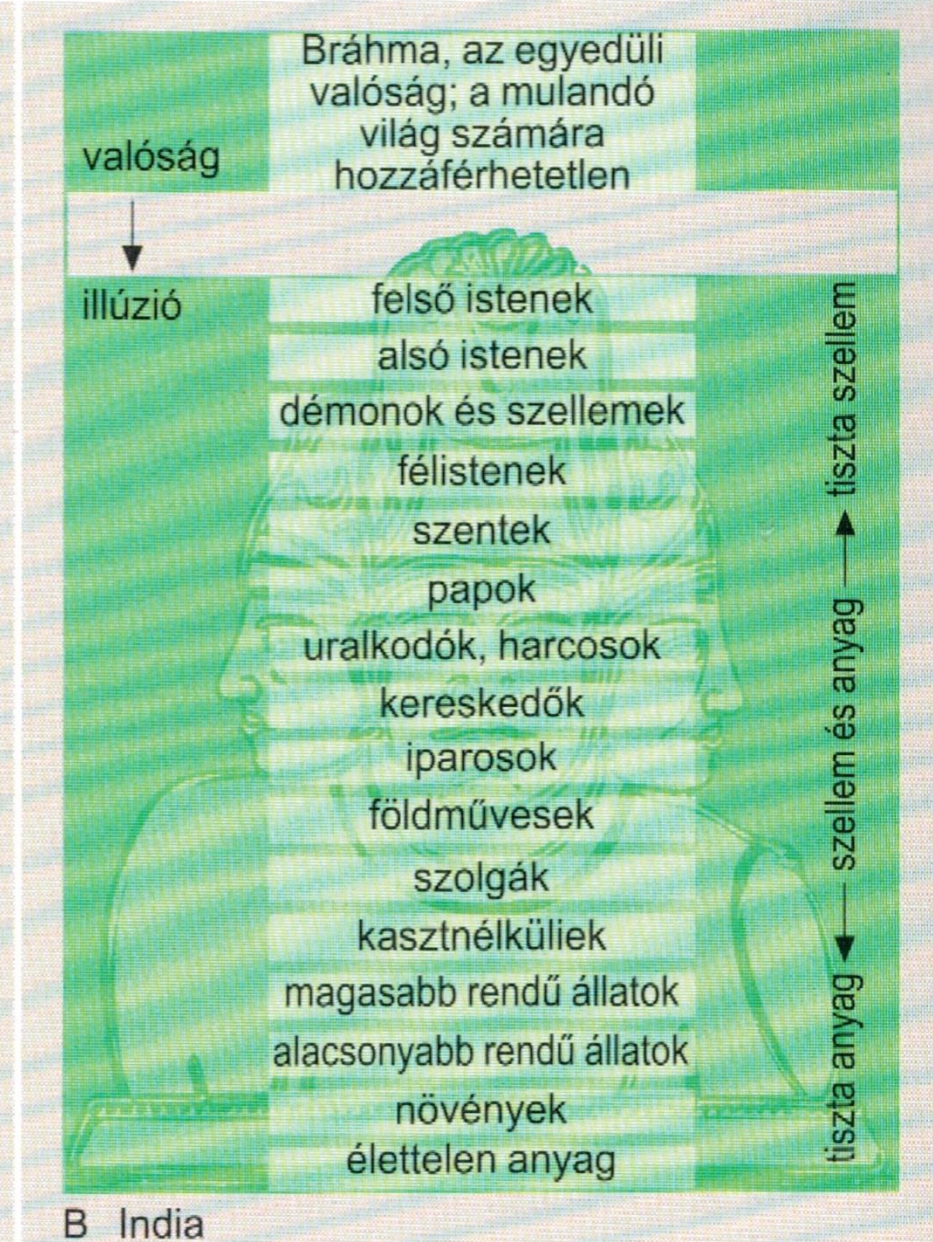 Bráhma, az egyedüli
valóság; a mulandó
világ számára
hozzáférhetetlen
valóság
illúzió
felső istenek
alsó istenek
démonok és szellemek
félistenek
szentek
papok
uralkodók, harcosok
kereskedők
iparosok
földművesek
szolgák
kasztnélküliek
magasabb rendű állatok
alacsonyabb rendű állatok
növények
élettelen anyag
tiszta anyag szellem és anyag tiszta szellem
B India